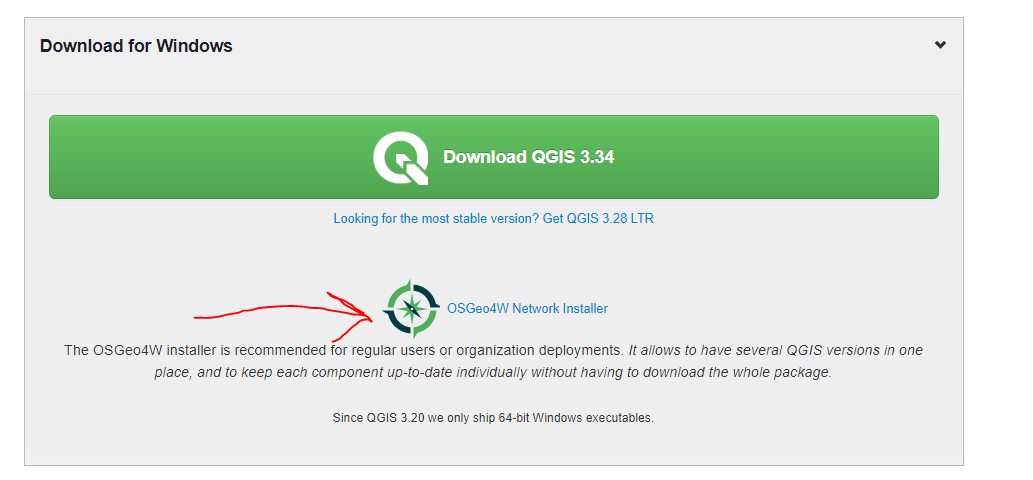 Download for Windows
Download QGIS 3.34
Looking for the most stable version? Get QGIS 3.28 LTR
OSGeo4W Network Installer
The OSGeo4W installer is recommended for regular users or organization deployments. It allows to have several QGIS versions in one
place, and to keep each component up-to-date individually without having to download the whole package.
Since QGIS 3.20 we only ship 64-bit Windows executables.